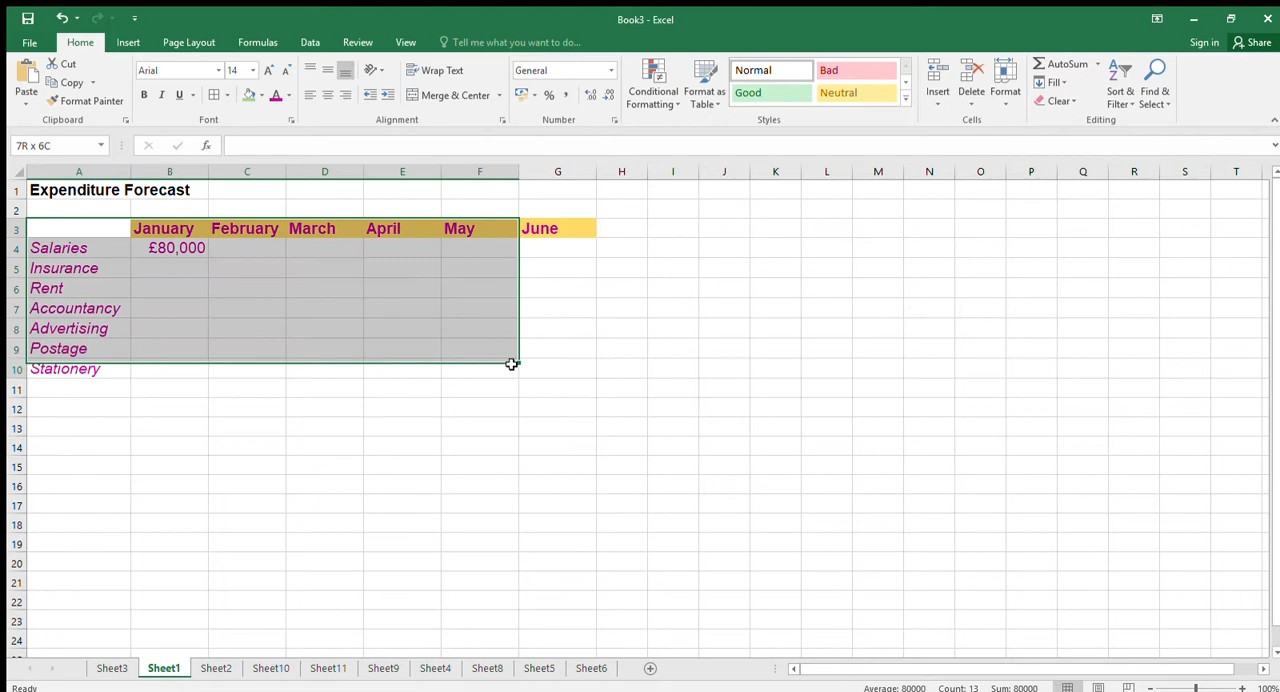 Book3 - Excel
File Home Insert Page Layout Formulas Data Review View Tell me what you want to do... Sign in Share
Paste Cut Copy Format Painter Clipboard
Arial 14 A A B I U A Font
Wrap Text Merge & Center Alignment
General % , Number
Conditional Formatting Format as Table Normal Bad Good Neutral Styles
Insert Delete Format Cells
AutoSum Fill Clear Sort & Filter Find & Select Editing
7R x 6C fx
A B C D E F G H I J K L M N O P Q R S T
1 Expenditure Forecast
2
3 January February March April May June
4 Salaries £80,000
5 Insurance
6 Rent
7 Accountancy
8 Advertising
9 Postage
10 Stationery
11
12
13
14
15
16
17
18
19
20
21
22
23
24
Sheet3 Sheet1 Sheet2 Sheet10 Sheet11 Sheet9 Sheet4 Sheet8 Sheet5 Sheet6
Ready Average: 80000 Count: 13 Sum: 80000 100%